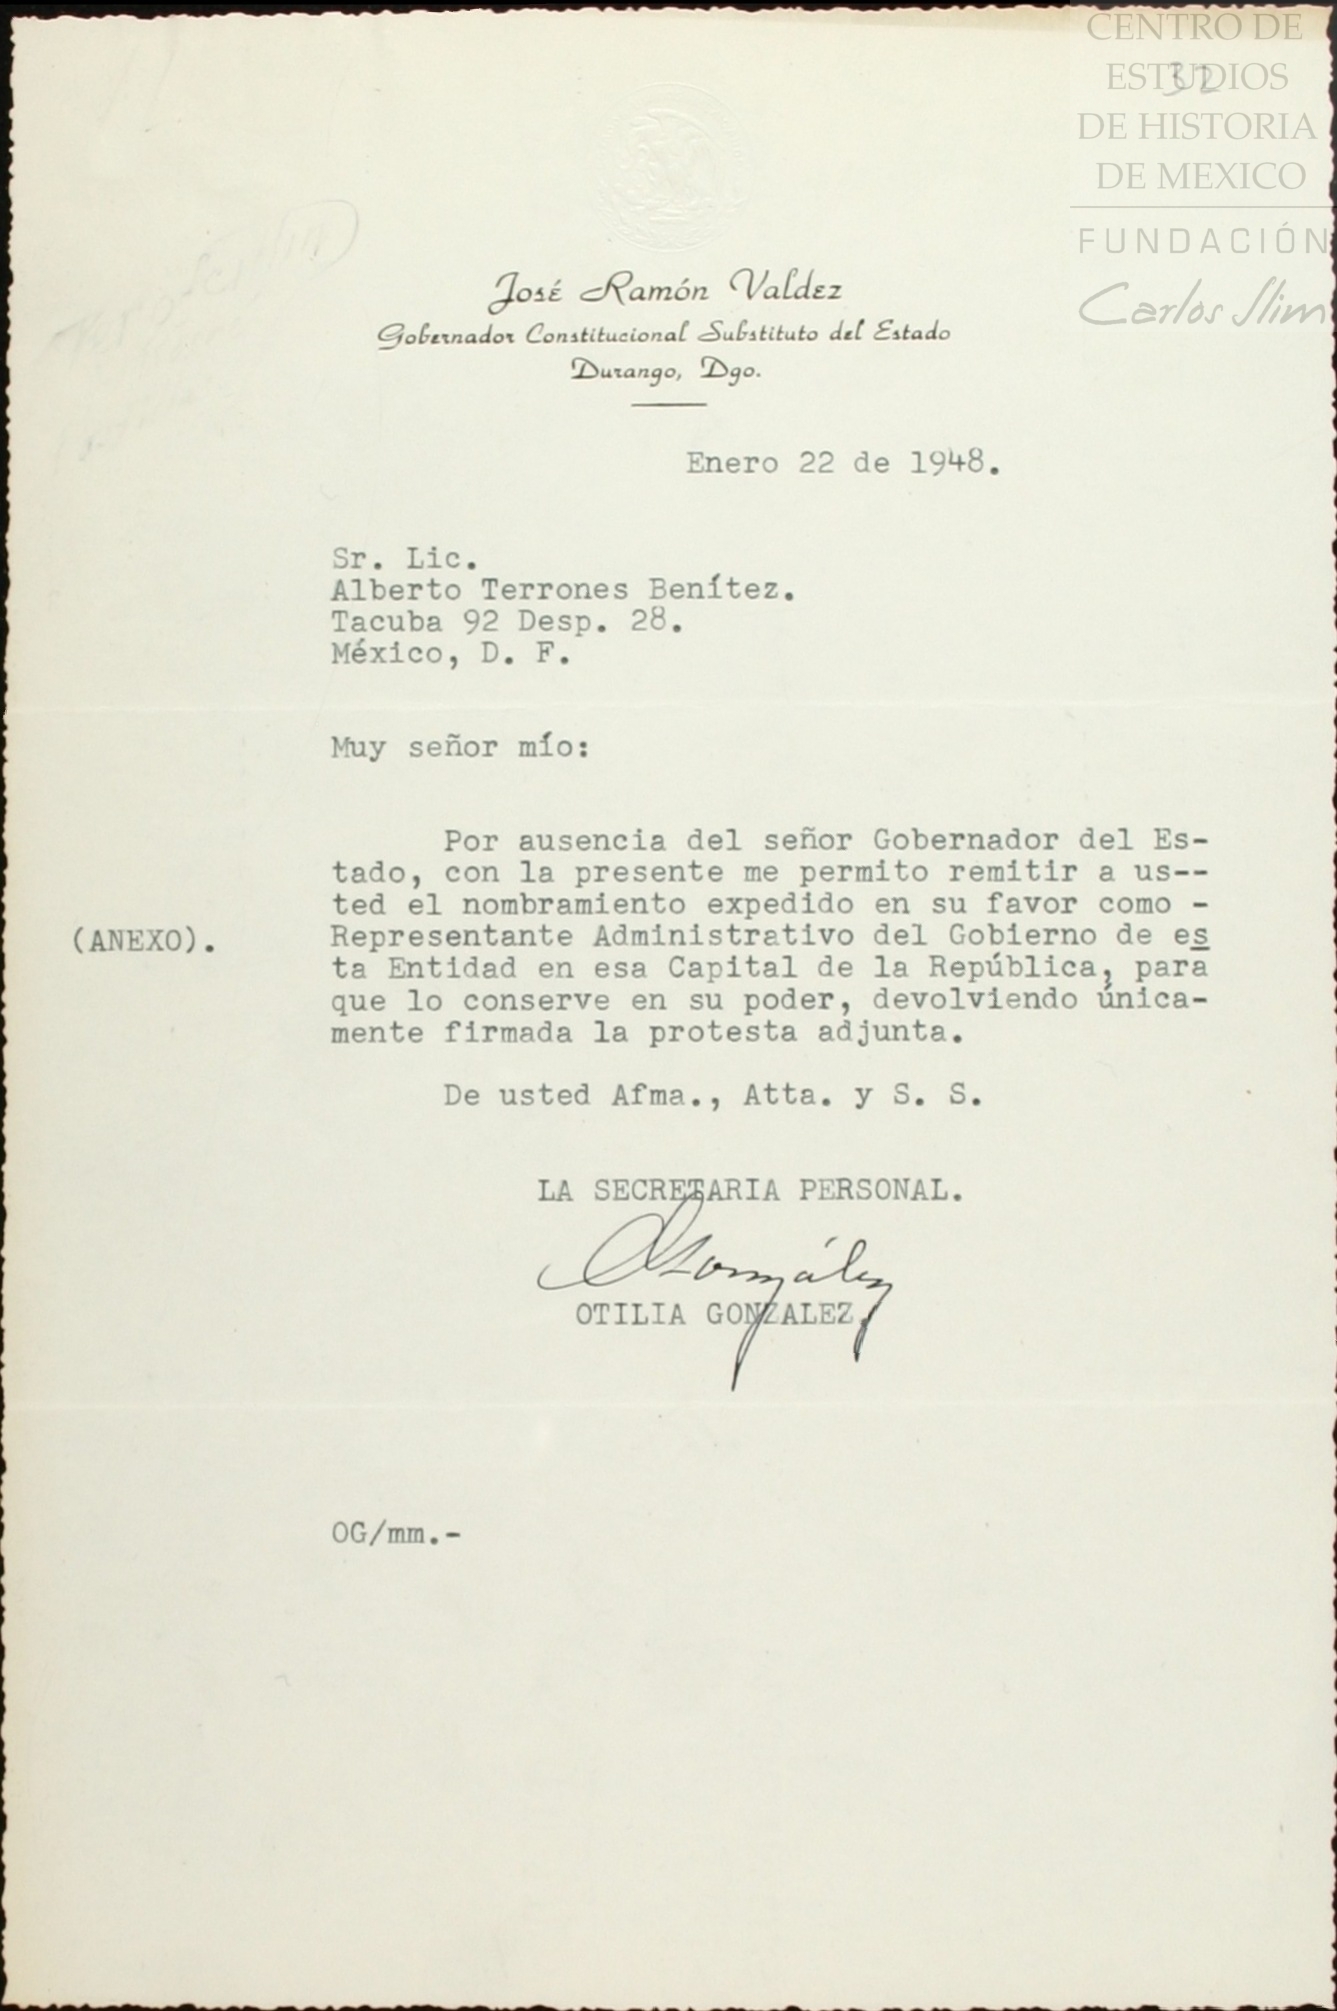 CENTRO DE
ESTUDIOS
DE HISTORIA
DE MEXICO
FUNDACIÓN
Carlos Slim
32
José Ramón Valdez
Gobernador Constitucional Substituto del Estado
Durango, Dgo.
Enero 22 de 1948.
Sr. Lic.
Alberto Terrones Benítez.
Tacuba 92 Desp. 28.
México, D. F.
Muy señor mío:
Por ausencia del señor Gobernador del Es-
tado, con la presente me permito remitir a us--
ted el nombramiento expedido en su favor como -
(ANEXO). Representante Administrativo del Gobierno de es
ta Entidad en esa Capital de la República, para
que lo conserve en su poder, devolviendo única-
mente firmada la protesta adjunta.
De usted Afma., Atta. y S. S.
LA SECRETARIA PERSONAL.
OGonzález
OTILIA GONZALEZ.
OG/mm.-